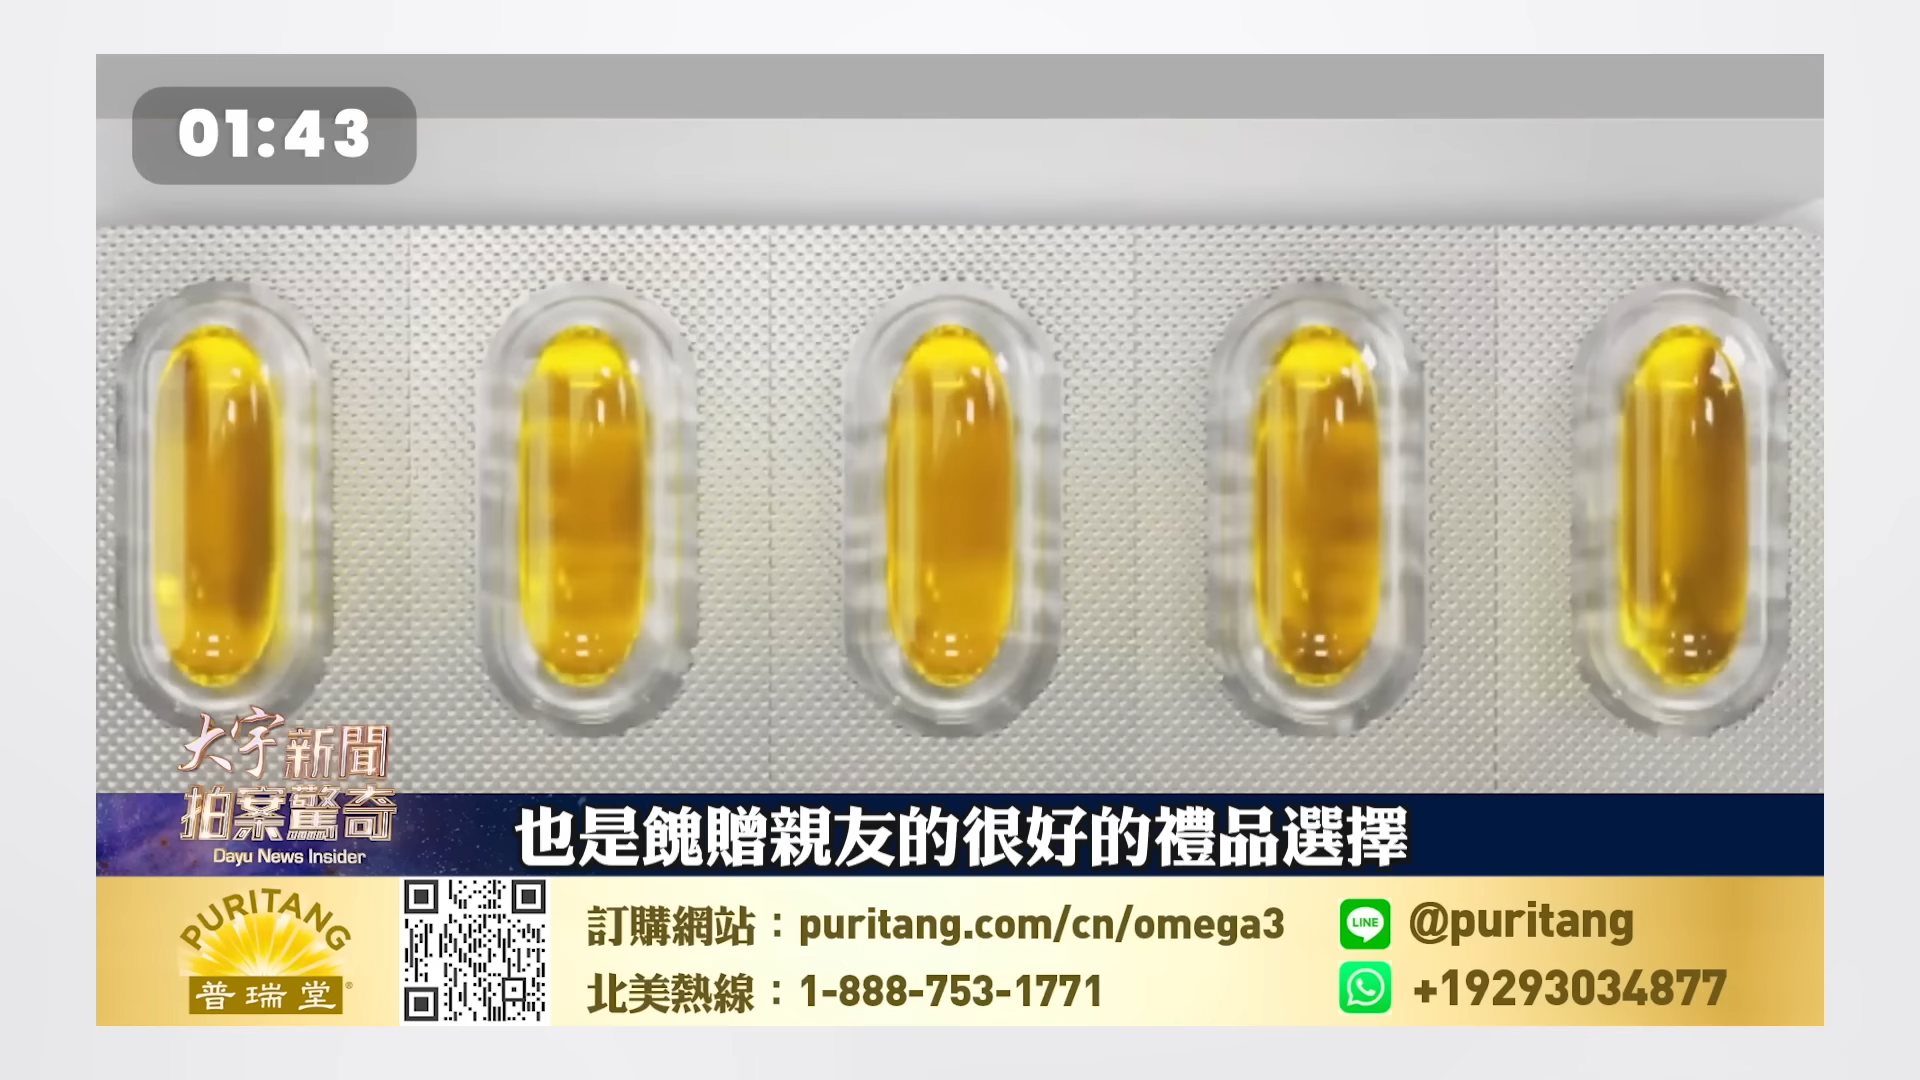 01:43
大宇新聞
拍案驚奇
Dayu News Insider
也是餽贈親友的很好的禮品選擇
PURITANG
普瑞堂®
訂購網站：puritang.com/cn/omega3
北美熱線：1-888-753-1771
LINE
@puritang
+19293034877